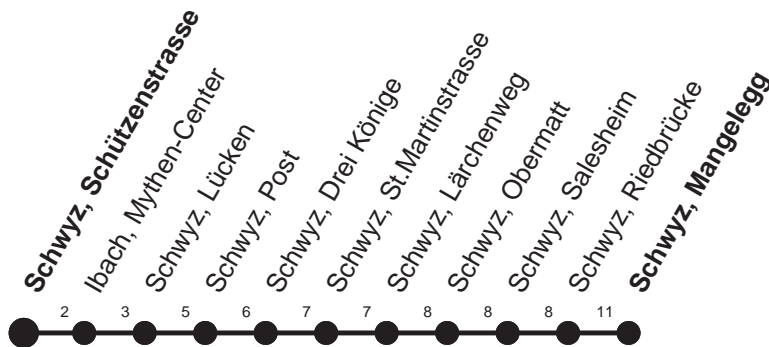 Schwyz, Schützenstrasse
Ibach, Mythen-Center
Schwyz, Lücken
Schwyz, Post
Schwyz, Drei Könige
Schwyz, St.Martinstrasse
Schwyz, Lärchenweg
Schwyz, Obermatt
Schwyz, Salesheim
Schwyz, Riedbrücke
Schwyz, Mangelegg
2 3 5 6 7 7 8 8 8 11